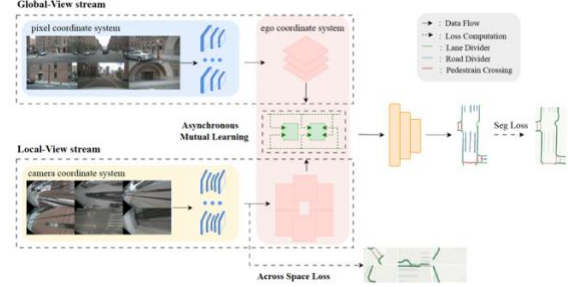 Global-View stream
pixel coordinate system
ego coordinate system
: Data Flow
: Loss Computation
: Lane Divider
: Road Divider
: Pedestrain Crossing
Asynchronous
Mutual Learning
Seg Loss
Local-View stream
camera coordinate system
Across Space Loss